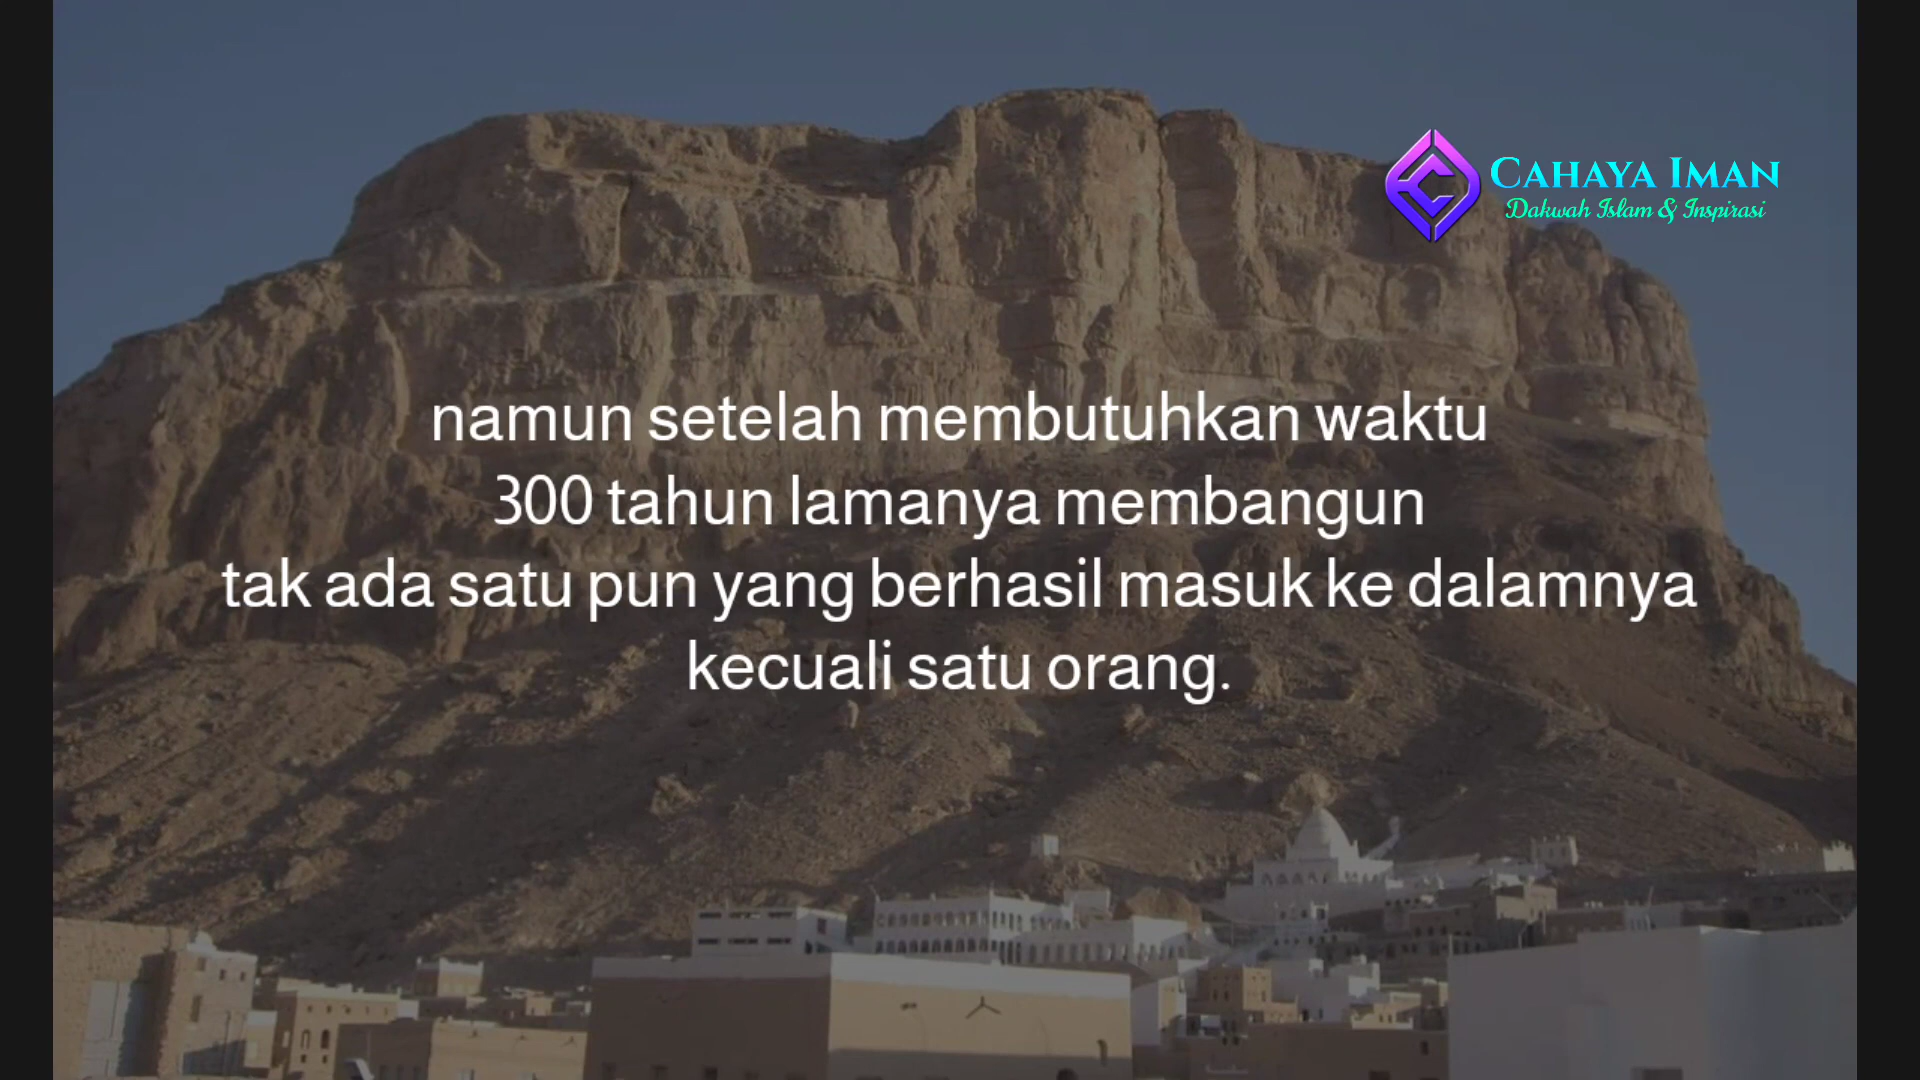 CAHAYA IMAN
Dakwah Islam & Inspirasi
namun setelah membutuhkan waktu
300 tahun lamanya membangun
tak ada satu pun yang berhasil masuk ke dalamnya
kecuali satu orang.